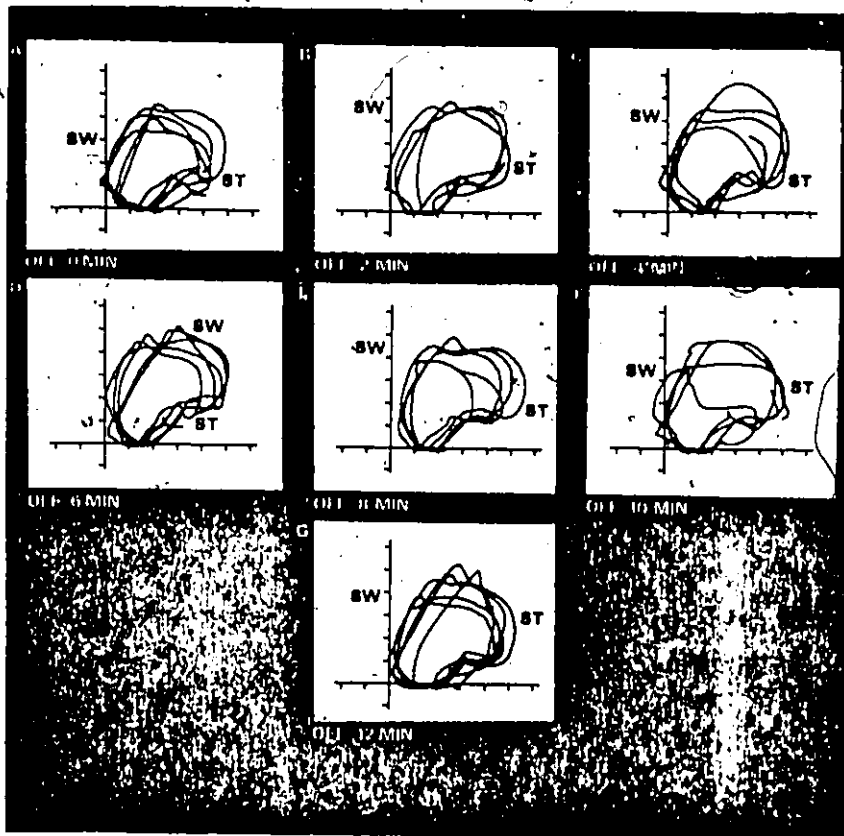 A
B
C
SW
ST
SW
ST
SW
ST
OFF 0 MIN
OFF 2 MIN
OFF 4 MIN
D
E
SW
ST
SW
ST
SW
ST
OFF 6 MIN
OFF 8 MIN
OFF 10 MIN
G
SW
ST
OFF 12 MIN